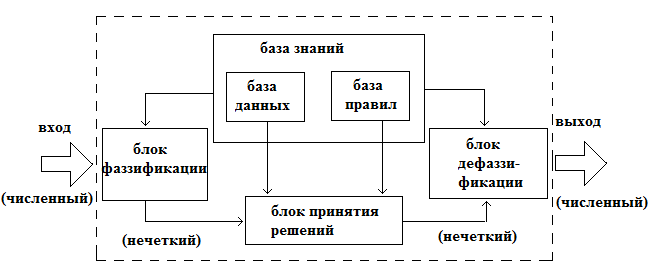 база знаний
база
данных
база
правил
вход
(численный)
блок
фаззификации
блок принятия
решений
(нечеткий)
(нечеткий)
блок
дефаззи-
фикации
выход
(численный)